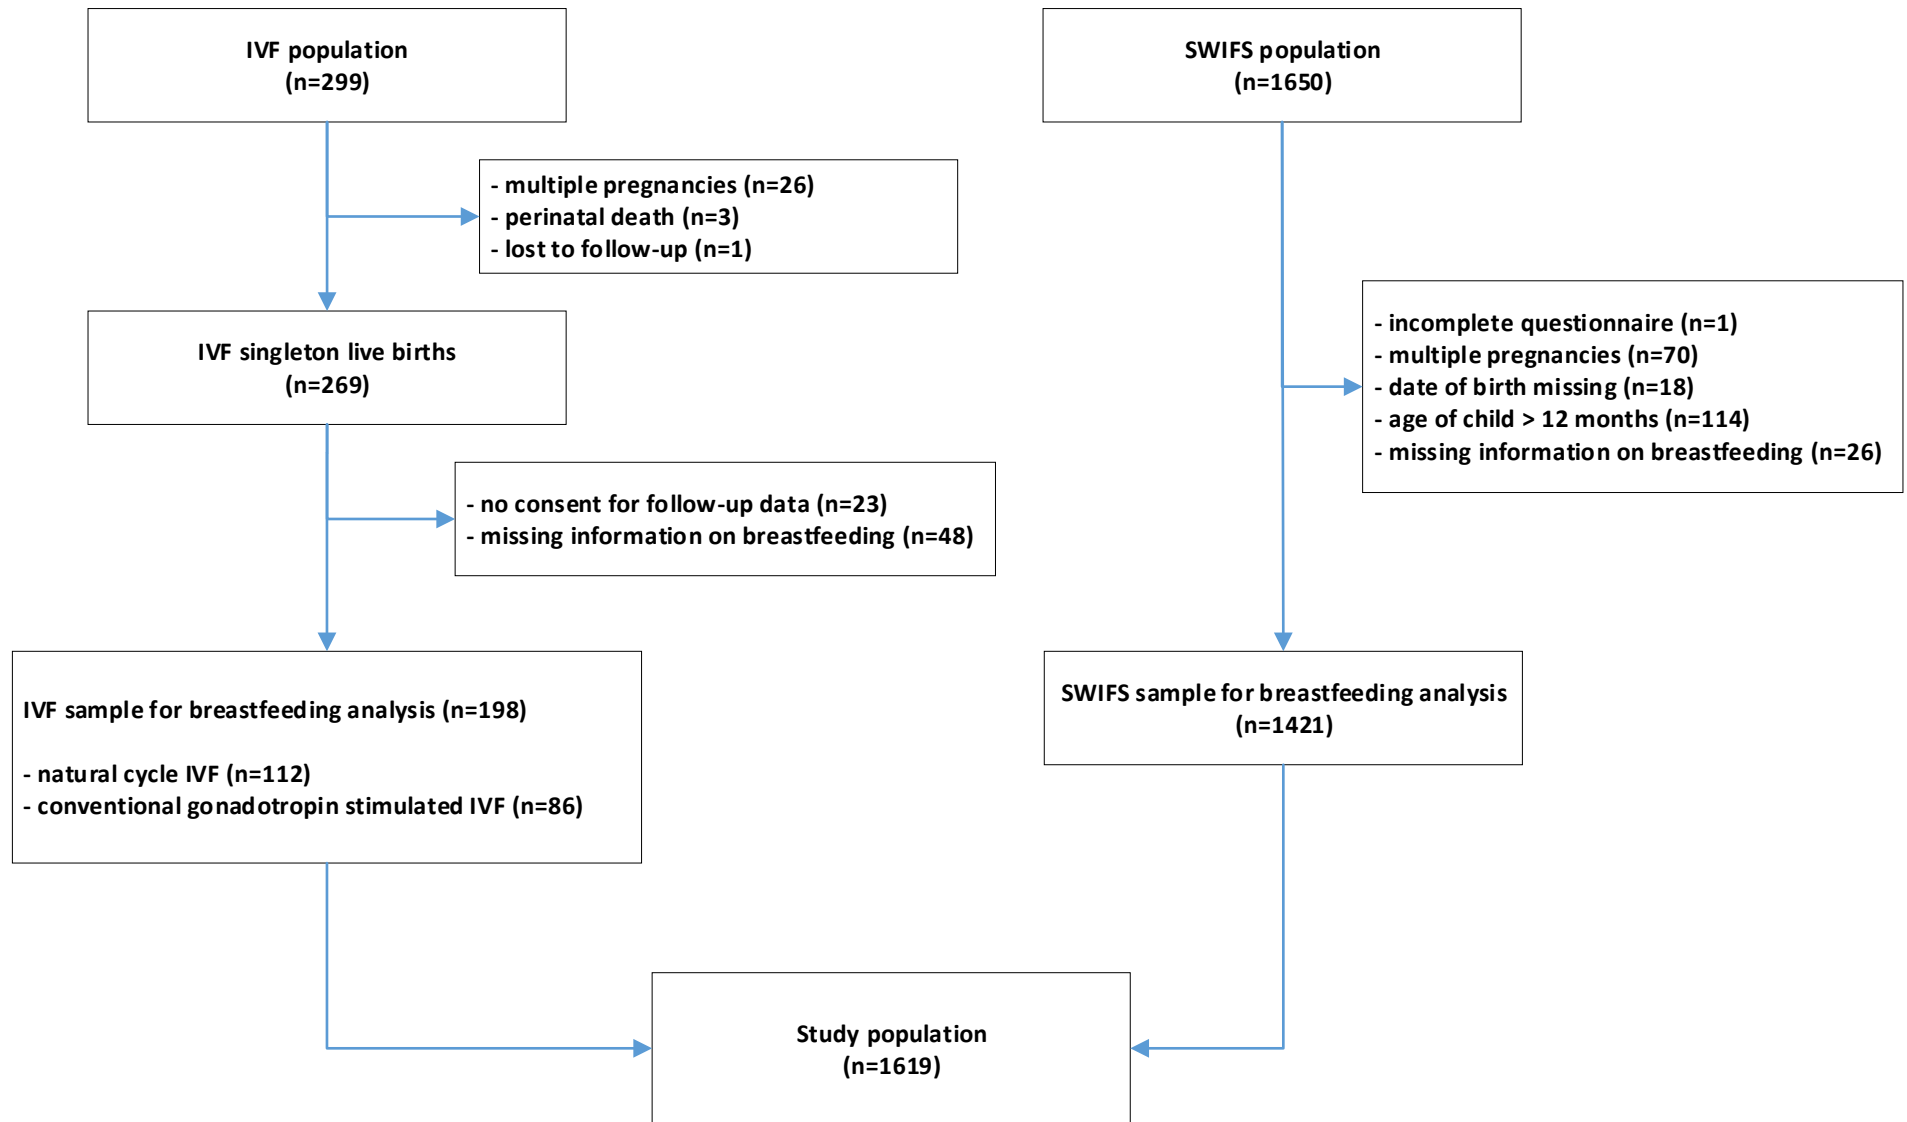 IVF population
(n=299)
SWIFS population
(n=1650)
- multiple pregnancies (n=26)
- perinatal death (n=3)
- lost to follow-up (n=1)
- incomplete questionnaire (n=1)
- multiple pregnancies (n=70)
- date of birth missing (n=18)
- age of child > 12 months (n=114)
- missing information on breastfeeding (n=26)
IVF singleton live births
(n=269)
- no consent for follow-up data (n=23)
- missing information on breastfeeding (n=48)
IVF sample for breastfeeding analysis (n=198)
- natural cycle IVF (n=112)
- conventional gonadotropin stimulated IVF (n=86)
SWIFS sample for breastfeeding analysis
(n=1421)
Study population
(n=1619)